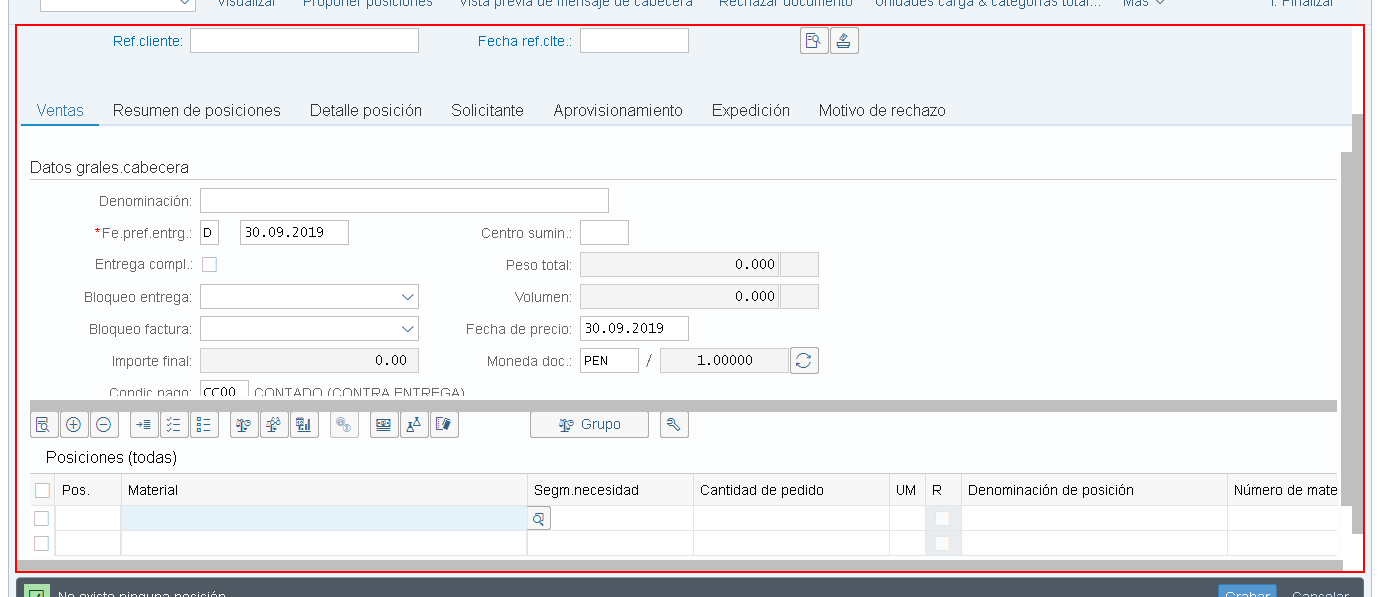 Visualizar Proponer posiciones Vista previa de mensaje de cabecera Rechazar documento Unidades carga & categorías total... Más T. Finalizar
Ref.cliente: Fecha ref.clte.:
Ventas Resumen de posiciones Detalle posición Solicitante Aprovisionamiento Expedición Motivo de rechazo
Datos grales.cabecera
Denominación:
*Fe.pref.entrg.: D 30.09.2019 Centro sumin.:
Entrega compl.: Peso total: 0.000
Bloqueo entrega: Volumen: 0.000
Bloqueo factura: Fecha de precio: 30.09.2019
Importe final: 0.00 Moneda doc.: PEN / 1.00000
Condic.pago: CC00 CONTADO (CONTRA ENTREGA)
Grupo
Posiciones (todas)
Pos. Material Segm.necesidad Cantidad de pedido UM R Denominación de posición Número de mate
No existe ninguna posición Grabar Cancelar